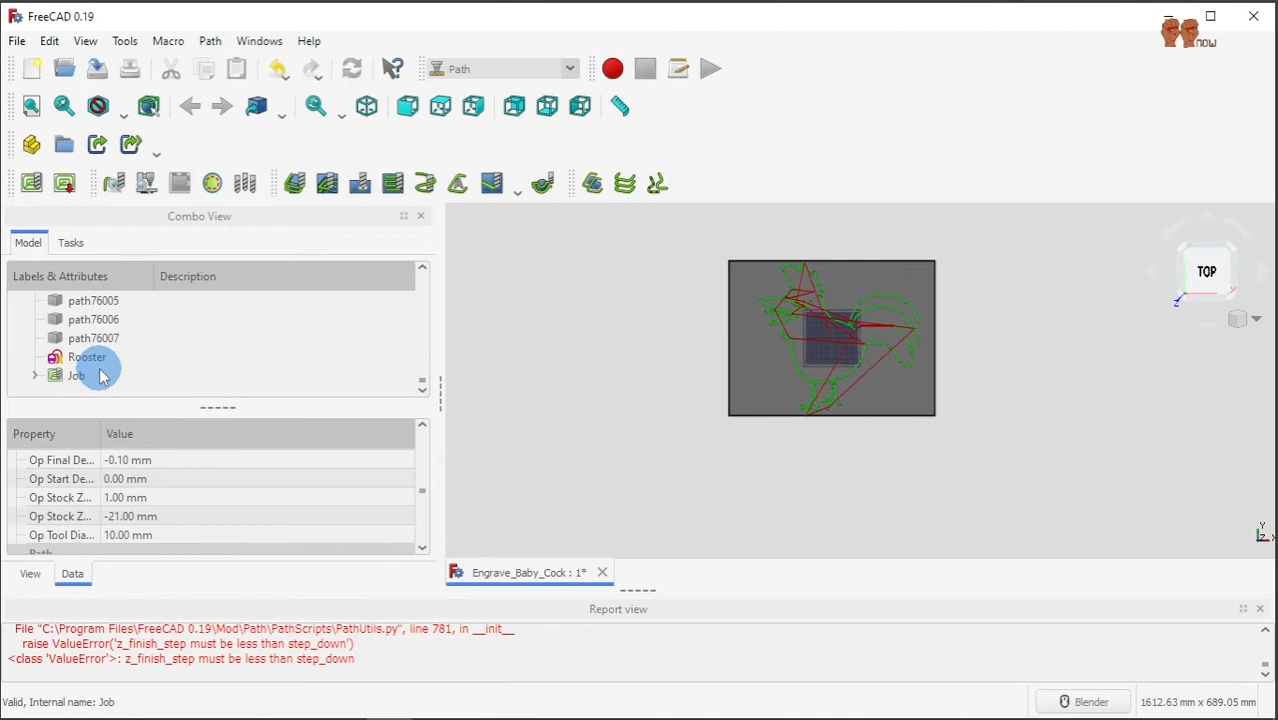 FreeCAD 0.19
now
File Edit View Tools Macro Path Windows Help
Path
Combo View
Model Tasks
Labels & Attributes Description
path76005
path76006
path76007
Rooster
Job
TOP
Property Value
Op Final De... -0.10 mm
Op Start De... 0.00 mm
Op Stock Z... 1.00 mm
Op Stock Z... -21.00 mm
Op Tool Dia... 10.00 mm
Path
Y
Z X
View Data
Engrave_Baby_Cock : 1*
Report view
File "C:\Program Files\FreeCAD 0.19\Mod\Path\PathScripts\PathUtils.py", line 781, in __init__
raise ValueError('z_finish_step must be less than step_down')
<class 'ValueError'>: z_finish_step must be less than step_down
Valid, Internal name: Job
Blender
1612.63 mm x 689.05 mm